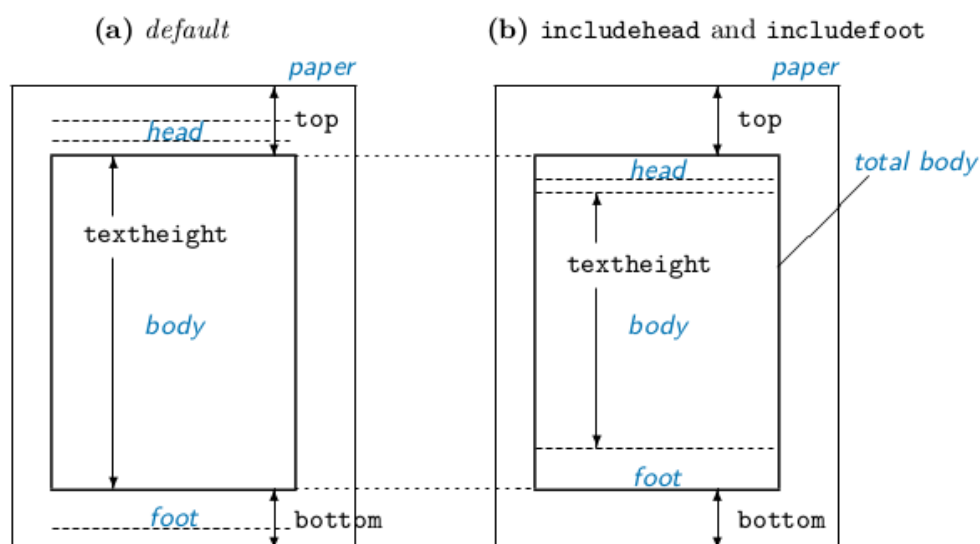 (a) default
(b) includehead and includefoot
paper
paper
top
head
top
head
total body
textheight
textheight
body
body
foot
foot
bottom
bottom